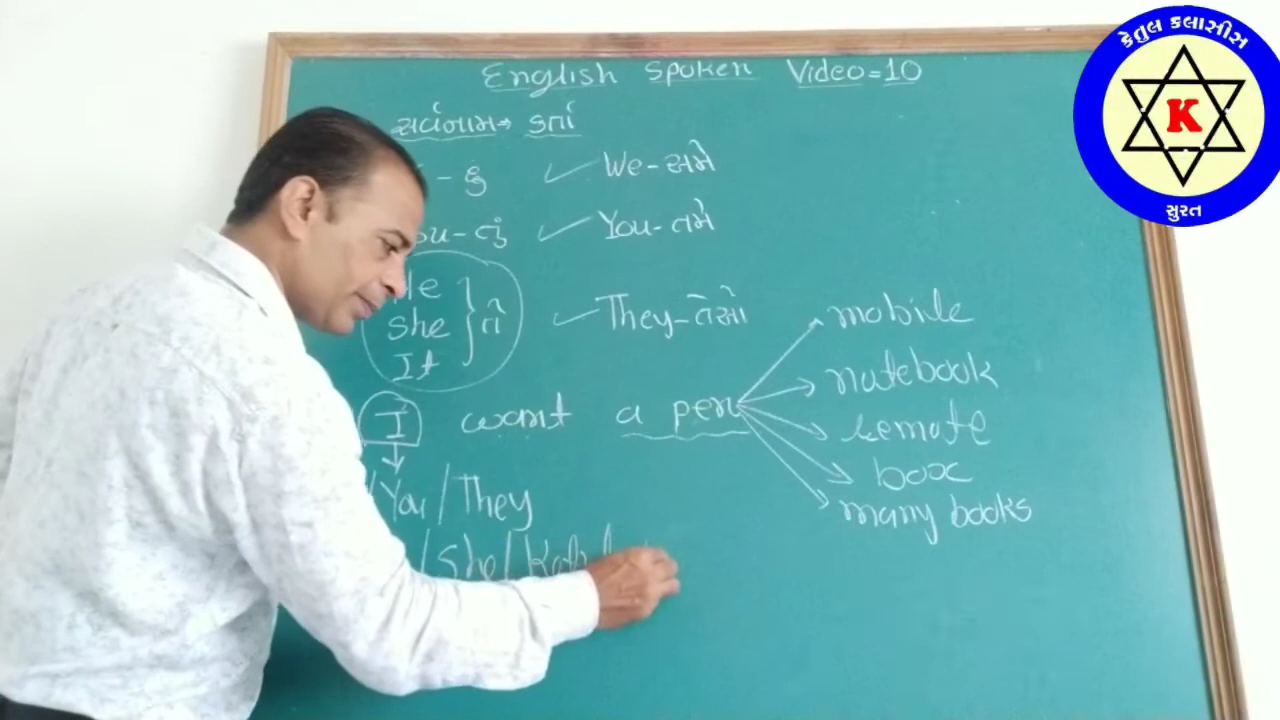 English Spoken Video=10
કેતુલ કલાસીસ
K
સુરત
સર્વનામ → કર્તા
- હું ✓ We - અમે
ou - તું ✓ You - તમે
He
She } તે ✓ They - તેઓ
It
I want a pen
mobile
notebook
remote
box
many books
/ You / They
/ She /